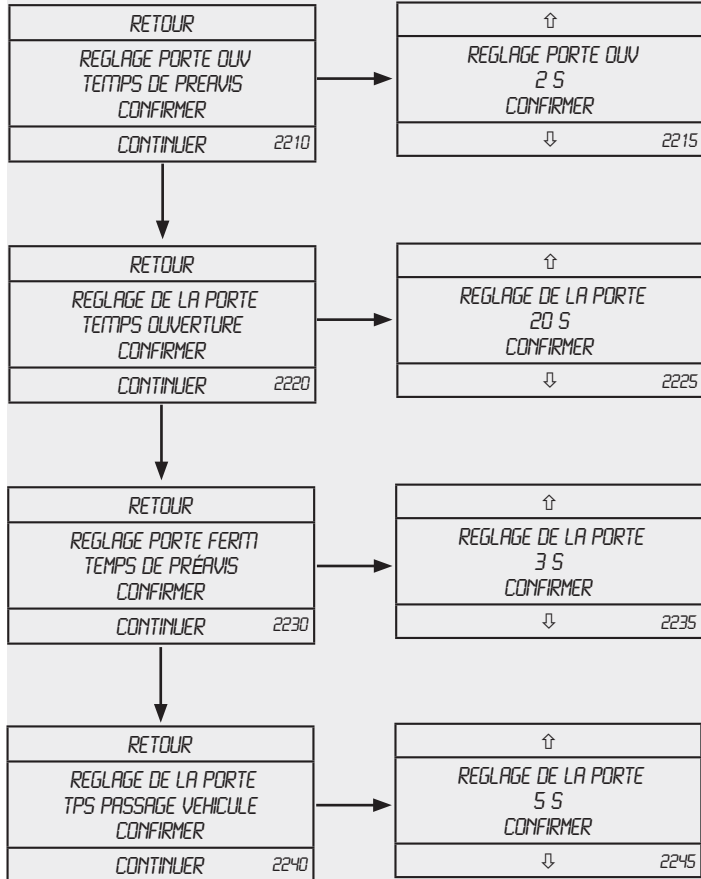 RETOUR
REGLAGE PORTE OUV
TEMPS DE PREAVIS
CONFIRMER
CONTINUER 2210
⇧
REGLAGE PORTE OUV
2 S
CONFIRMER
⇩ 2215
RETOUR
REGLAGE DE LA PORTE
TEMPS OUVERTURE
CONFIRMER
CONTINUER 2220
⇧
REGLAGE DE LA PORTE
20 S
CONFIRMER
⇩ 2225
RETOUR
REGLAGE PORTE FERM
TEMPS DE PRÉAVIS
CONFIRMER
CONTINUER 2230
⇧
REGLAGE DE LA PORTE
3 S
CONFIRMER
⇩ 2235
RETOUR
REGLAGE DE LA PORTE
TPS PASSAGE VEHICULE
CONFIRMER
CONTINUER 2240
⇧
REGLAGE DE LA PORTE
5 S
CONFIRMER
⇩ 2245